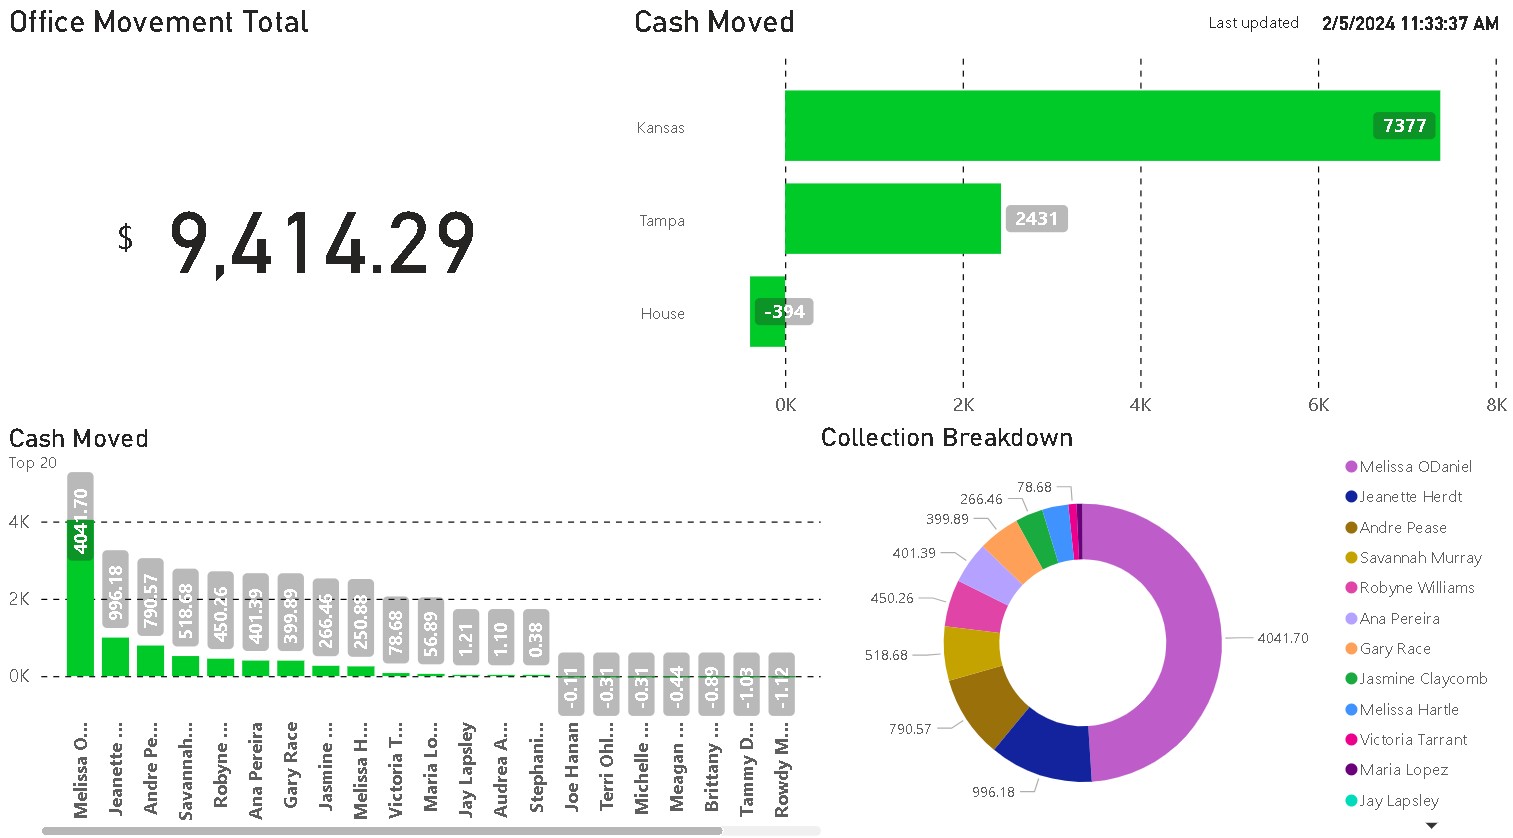 Office Movement Total
$ 9,414.29
Cash Moved
Last updated 2/5/2024 11:33:37 AM
Kansas
7377
Tampa
2431
House
-394
0K 2K 4K 6K 8K
Cash Moved
Top 20
4K
2K
0K
4041.70
996.18
790.57
518.68
450.26
401.39
399.89
266.46
250.88
78.68
56.89
1.21
1.10
0.38
-0.11
-0.31
-0.31
-0.44
-0.89
-1.03
-1.12
Melissa O...
Jeanette ...
Andre Pe...
Savannah...
Robyne ...
Ana Pereira
Gary Race
Jasmine ...
Melissa H...
Victoria T...
Maria Lo...
Jay Lapsley
Audrea A...
Stephani...
Joe Hanan
Terri Ohl...
Michelle ...
Meagan ...
Brittany ...
Tammy D...
Rowdy M...
Collection Breakdown
78.68
266.46
399.89
401.39
450.26
518.68
790.57
996.18
4041.70
Melissa ODaniel
Jeanette Herdt
Andre Pease
Savannah Murray
Robyne Williams
Ana Pereira
Gary Race
Jasmine Claycomb
Melissa Hartle
Victoria Tarrant
Maria Lopez
Jay Lapsley